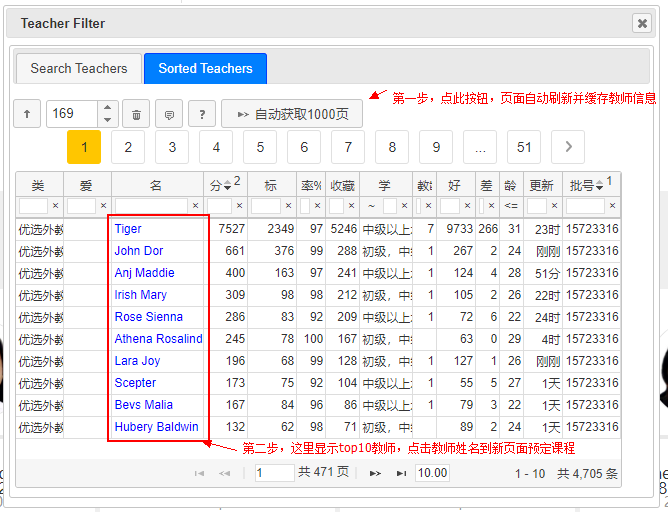 Teacher Filter
Search Teachers Sorted Teachers
169 ? 自动获取1000页
第一步，点此按钮，页面自动刷新并缓存教师信息
1 2 3 4 5 6 7 8 9 ... 51
类 爱 名 分 2 标 率% 收藏 学 教 好 差 龄 更新 批号 1
× × × × × × × ~ × × × × <= × ×
优选外教 Tiger 7527 2349 97 5246 中级以上 7 9733 266 31 23时 15723316
优选外教 John Dor 661 376 99 288 初级，中级 1 267 2 24 刚刚 15723316
优选外教 Anj Maddie 400 163 97 241 中级以上 1 124 4 28 51分 15723316
优选外教 Irish Mary 309 98 98 212 初级，中级 1 105 2 26 22时 15723316
优选外教 Rose Sienna 286 83 92 209 中级以上 1 72 6 22 24时 15723316
优选外教 Athena Rosalind 245 78 100 167 初级，中级 63 0 29 4时 15723316
优选外教 Lara Joy 196 68 99 128 初级，中级 1 127 1 26 刚刚 15723316
优选外教 Scepter 173 75 92 104 中级以上 1 55 5 27 1天 15723316
优选外教 Bevs Malia 167 84 96 86 中级以上 1 79 3 22 1天 15723316
优选外教 Hubery Baldwin 132 62 98 71 初级，中级 89 2 24 1天 15723316
第二步，这里显示top10教师，点击教师姓名到新页面预定课程
1 共 471 页 10.00 1 - 10 共 4,705 条